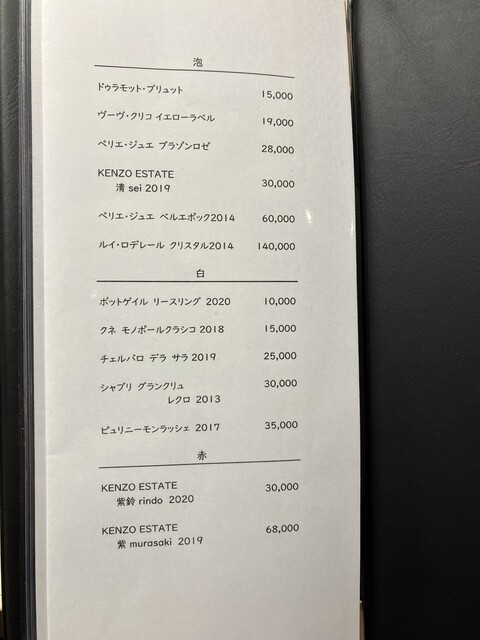 泡
ドゥラモット・ブリュット 15,000
ヴーヴ・クリコ イエローラベル 19,000
ペリエ・ジュエ ブラゾンロゼ 28,000
KENZO ESTATE
清 sei 2019 30,000
ペリエ・ジュエ ベルエポック2014 60,000
ルイ・ロデレール クリスタル2014 140,000
白
ボットゲイル リースリング 2020 10,000
クネ モノポールクラシコ 2018 15,000
チェルバロ デラ サラ 2019 25,000
シャブリ グランクリュ 30,000
レクロ 2013
ピュリニーモンラッシェ 2017 35,000
赤
KENZO ESTATE 30,000
紫鈴 rindo 2020
KENZO ESTATE 68,000
紫 murasaki 2019